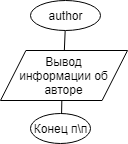 author
Вывод
информации об
авторе
Конец п\п